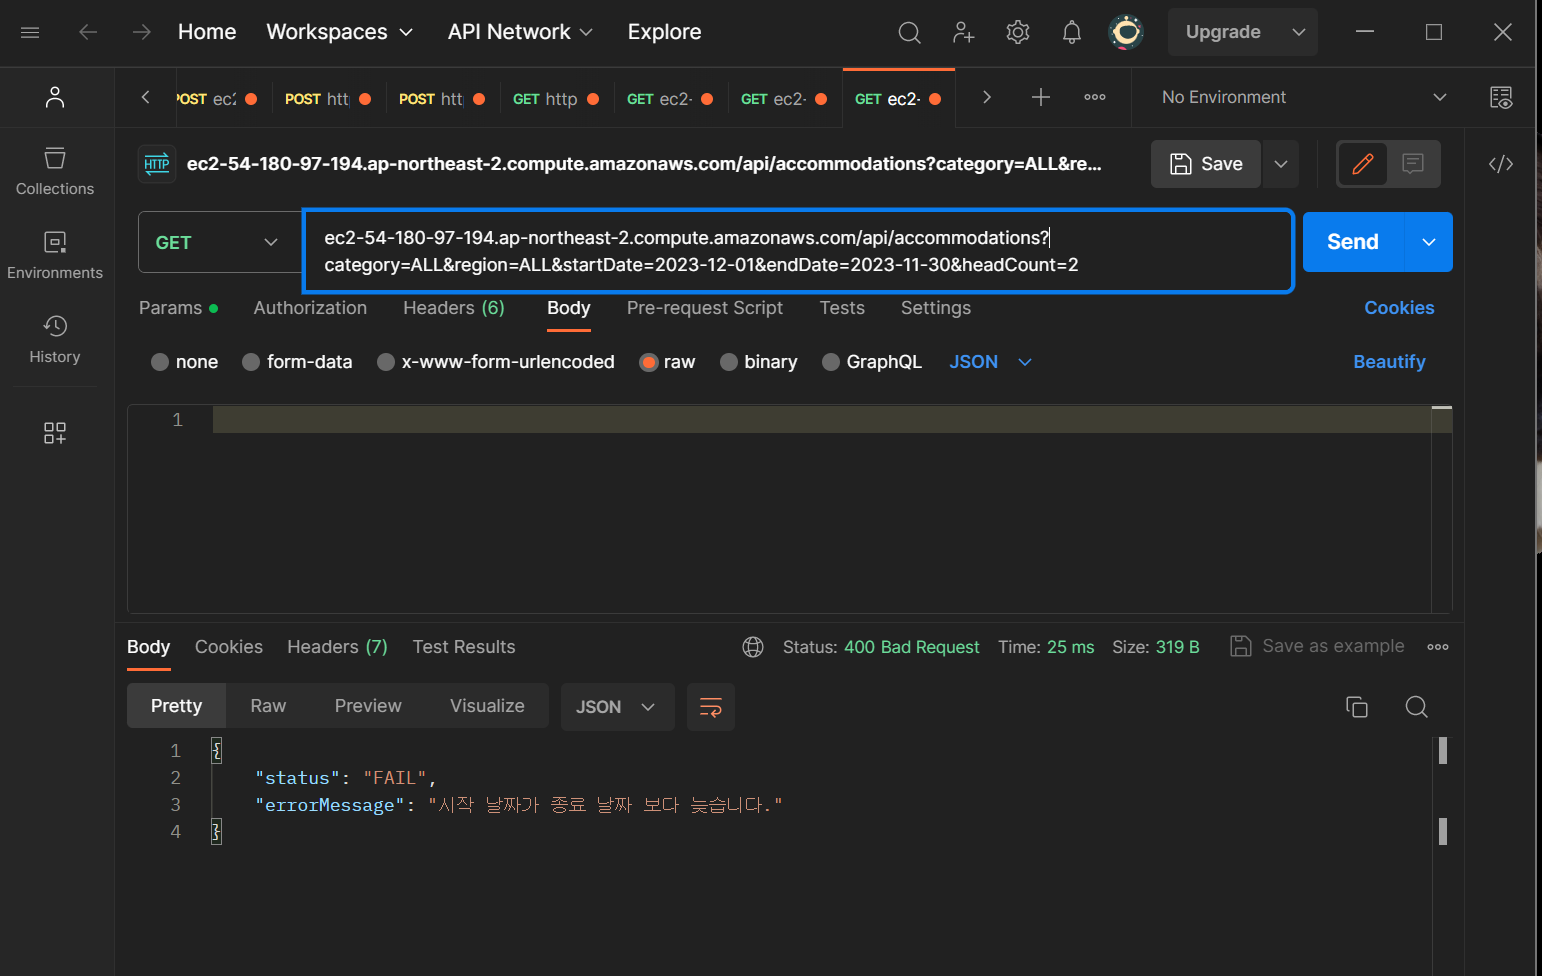 Home Workspaces API Network Explore Upgrade
POST ec2 POST htt POST htt GET http GET ec2- GET ec2- GET ec2- No Environment
HTTP ec2-54-180-97-194.ap-northeast-2.compute.amazonaws.com/api/accommodations?category=ALL&re... Save
Collections
Environments
History
GET ec2-54-180-97-194.ap-northeast-2.compute.amazonaws.com/api/accommodations?
category=ALL&region=ALL&startDate=2023-12-01&endDate=2023-11-30&headCount=2
Send
Params Authorization Headers (6) Body Pre-request Script Tests Settings Cookies
none form-data x-www-form-urlencoded raw binary GraphQL JSON Beautify
1
Body Cookies Headers (7) Test Results Status: 400 Bad Request Time: 25 ms Size: 319 B Save as example
Pretty Raw Preview Visualize JSON
1 {
2 "status": "FAIL",
3 "errorMessage": "시작 날짜가 종료 날짜 보다 늦습니다."
4 }